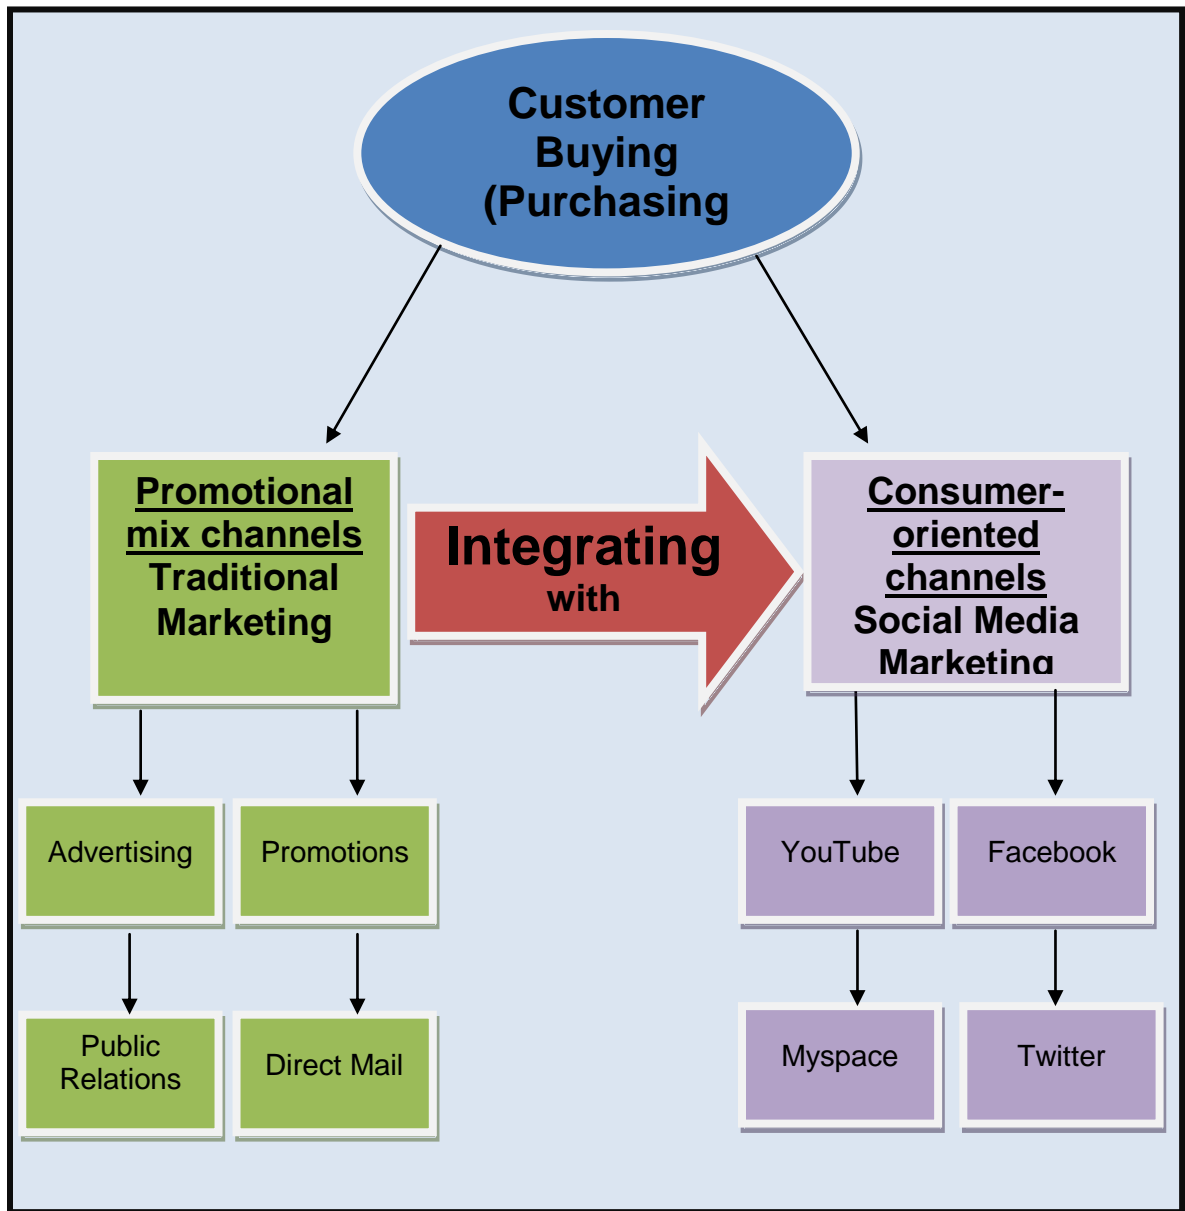 Customer
Buying
(Purchasing
Promotional
mix channels
Traditional
Marketing
Integrating
with
Consumer-
oriented
channels
Social Media
Marketing
Advertising
Promotions
YouTube
Facebook
Public
Relations
Direct Mail
Myspace
Twitter